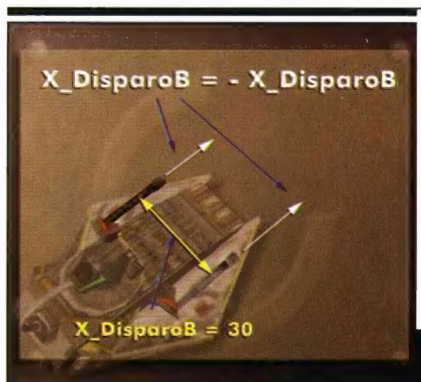 X_DisparoB = - X_DisparoB
X_DisparoB = 30